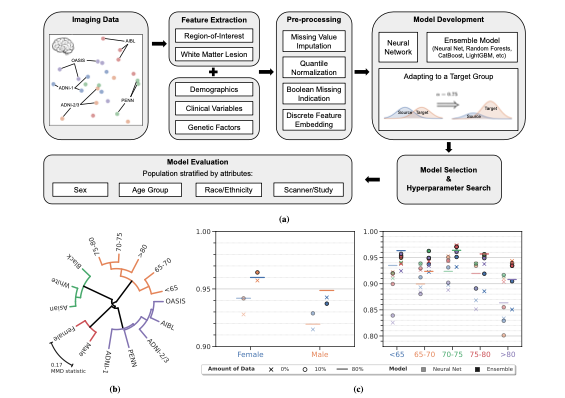 Imaging Data
AIBL
OASIS
ADNI-1
ADNI-2/3
PENN
Feature Extraction
Region-of-Interest
White Matter Lesion
+
Demographics
Clinical Variables
Genetic Factors
Pre-processing
Missing Value
Imputation
Quantile
Normalization
Boolean Missing
Indication
Discrete Feature
Embedding
Model Development
Neural
Network
Ensemble Model
(Neural Net, Random Forests,
CatBoost, LightGBM, etc)
Adapting to a Target Group
α = 0.75
Source
Target
Source
Target
Model Selection
&
Hyperparameter Search
Model Evaluation
Population stratified by attributes:
Sex
Age Group
Race/Ethnicity
Scanner/Study
(a)
75-80
70-75
>80
65-70
<65
OASIS
AIBL
ADNI-2/3
PENN
ADNI-1
Male
Female
Asian
White
Black
0.17
MMD statistic
(b)
1.00
0.95
0.90
Female
Male
1.00
0.95
0.90
0.85
0.80
<65
65-70
70-75
75-80
>80
Amount of Data
0%
10%
80%
Model
Neural Net
Ensemble
(c)